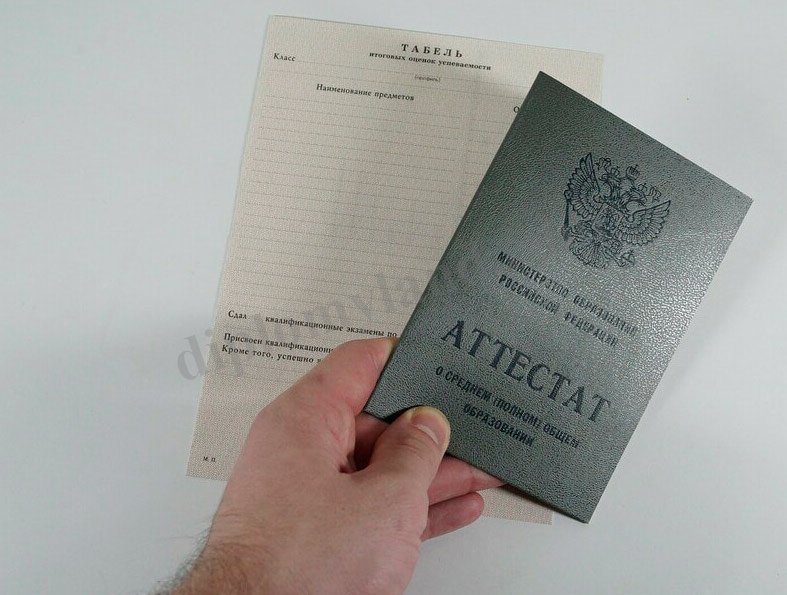 ТАБЕЛЬ
итоговых оценок успеваемости
Класс
(профиль)
Наименование предметов
Сдал квалификационные экзамены по
Присвоен
Кроме того, успешно
М. П.
МИНИСТЕРСТВО ОБРАЗОВАНИЯ
РОССИЙСКОЙ ФЕДЕРАЦИИ
АТТЕСТАТ
О СРЕДНЕМ (ПОЛНОМ) ОБЩЕМ
ОБРАЗОВАНИИ